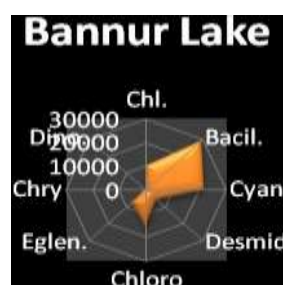 Bannur Lake
Chl.
30000
Dino.
20000
Bacil.
10000
Chry
0
Cyan
Eglen.
Desmid
Chloro